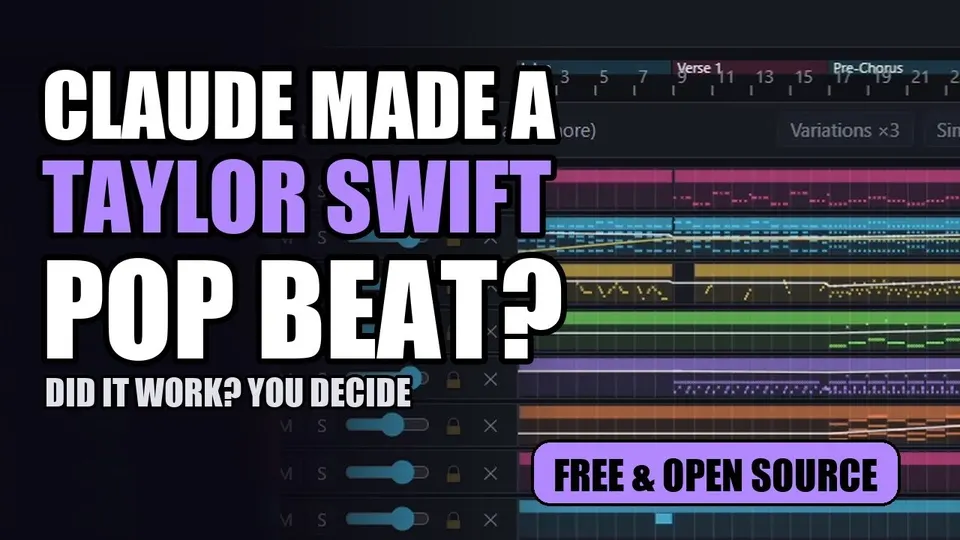 CLAUDE MADE A
TAYLOR SWIFT
POP BEAT?
DID IT WORK? YOU DECIDE
FREE & OPEN SOURCE
Verse 1
Pre-Chorus
3 5 7 9 11 13 15 17 19 21
Variations ×3
S
S
M S
M S